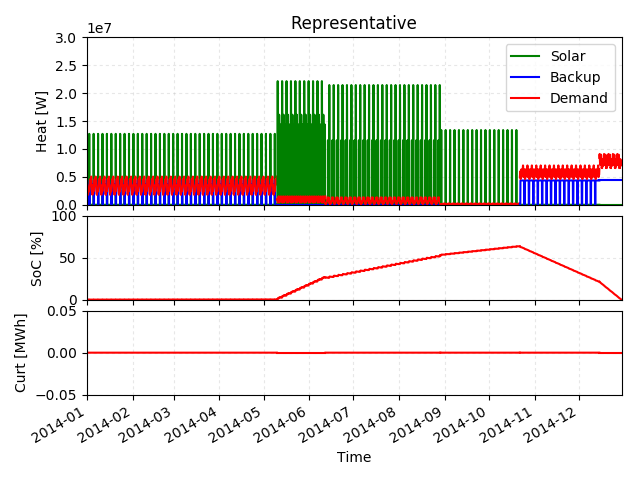 Representative
1e7
3.0
2.5
2.0
1.5
1.0
0.5
0.0
Heat [W]
Solar
Backup
Demand
100
50
0
SoC [%]
0.05
0.00
−0.05
Curt [MWh]
2014-01
2014-02
2014-03
2014-04
2014-05
2014-06
2014-07
2014-08
2014-09
2014-10
2014-11
2014-12
Time